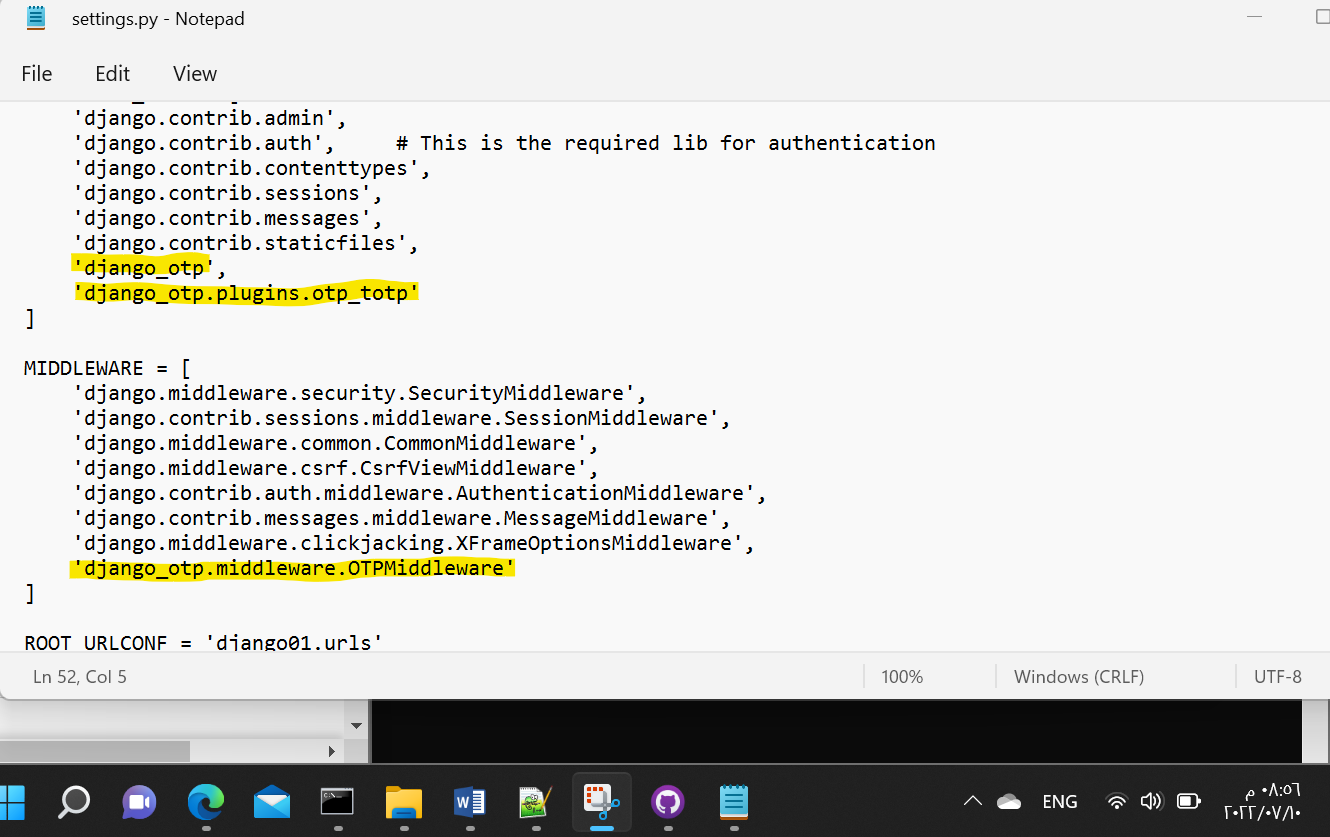 settings.py - Notepad
File Edit View
'django.contrib.admin',
'django.contrib.auth',     # This is the required lib for authentication
'django.contrib.contenttypes',
'django.contrib.sessions',
'django.contrib.messages',
'django.contrib.staticfiles',
'django_otp',
'django_otp.plugins.otp_totp'
]
MIDDLEWARE = [
'django.middleware.security.SecurityMiddleware',
'django.contrib.sessions.middleware.SessionMiddleware',
'django.middleware.common.CommonMiddleware',
'django.middleware.csrf.CsrfViewMiddleware',
'django.contrib.auth.middleware.AuthenticationMiddleware',
'django.contrib.messages.middleware.MessageMiddleware',
'django.middleware.clickjacking.XFrameOptionsMiddleware',
'django_otp.middleware.OTPMiddleware'
]
ROOT_URLCONF = 'django01.urls'
Ln 52, Col 5 100% Windows (CRLF) UTF-8
ENG
٠٨:٥٦ م
٢٠٢٢/٠٧/١٠